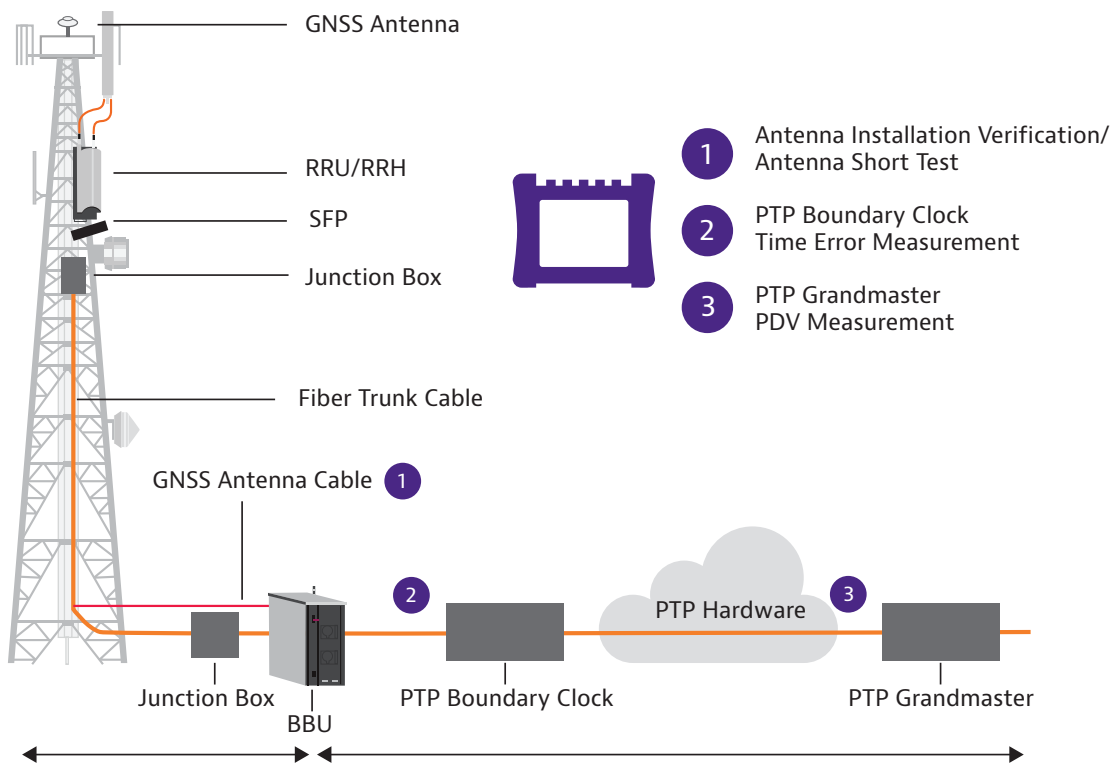 GNSS Antenna
RRU/RRH
SFP
Junction Box
Fiber Trunk Cable
GNSS Antenna Cable
1
1
Antenna Installation Verification/
Antenna Short Test
2
PTP Boundary Clock
Time Error Measurement
3
PTP Grandmaster
PDV Measurement
2
PTP Hardware
3
Junction Box
BBU
PTP Boundary Clock
PTP Grandmaster